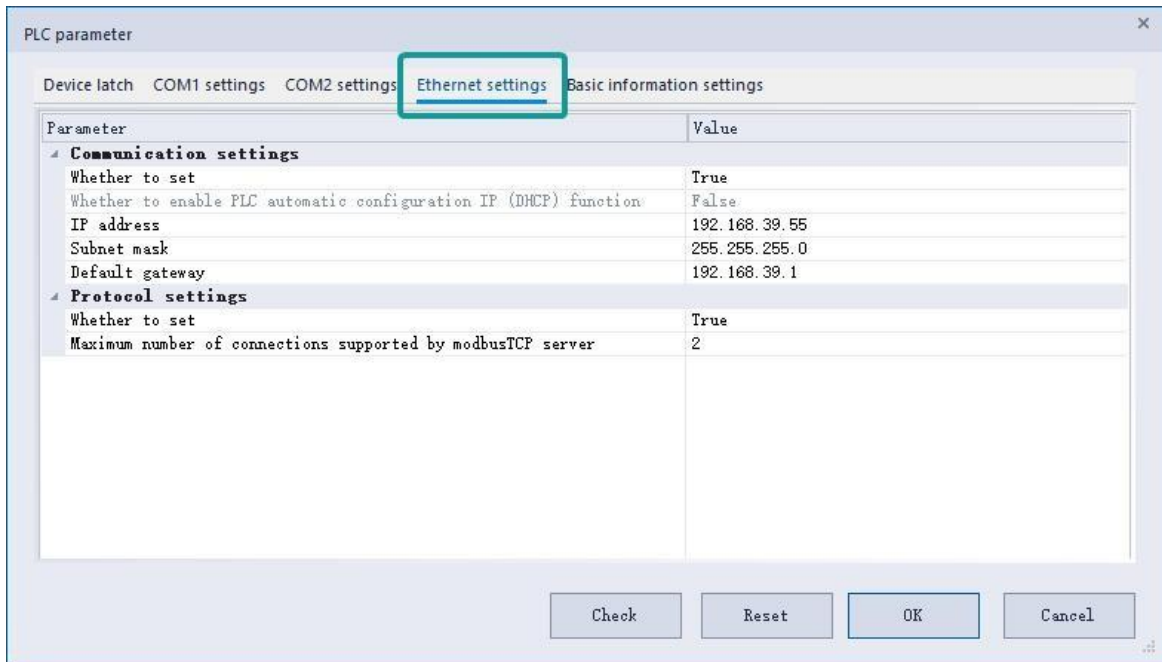 PLC parameter
Device latch COM1 settings COM2 settings Ethernet settings Basic information settings
Parameter Value
Communication settings
Whether to set True
Whether to enable PLC automatic configuration IP (DHCP) function False
IP address 192.168.39.55
Subnet mask 255.255.255.0
Default gateway 192.168.39.1
Protocol settings
Whether to set True
Maximum number of connections supported by modbusTCP server 2
Check Reset OK Cancel